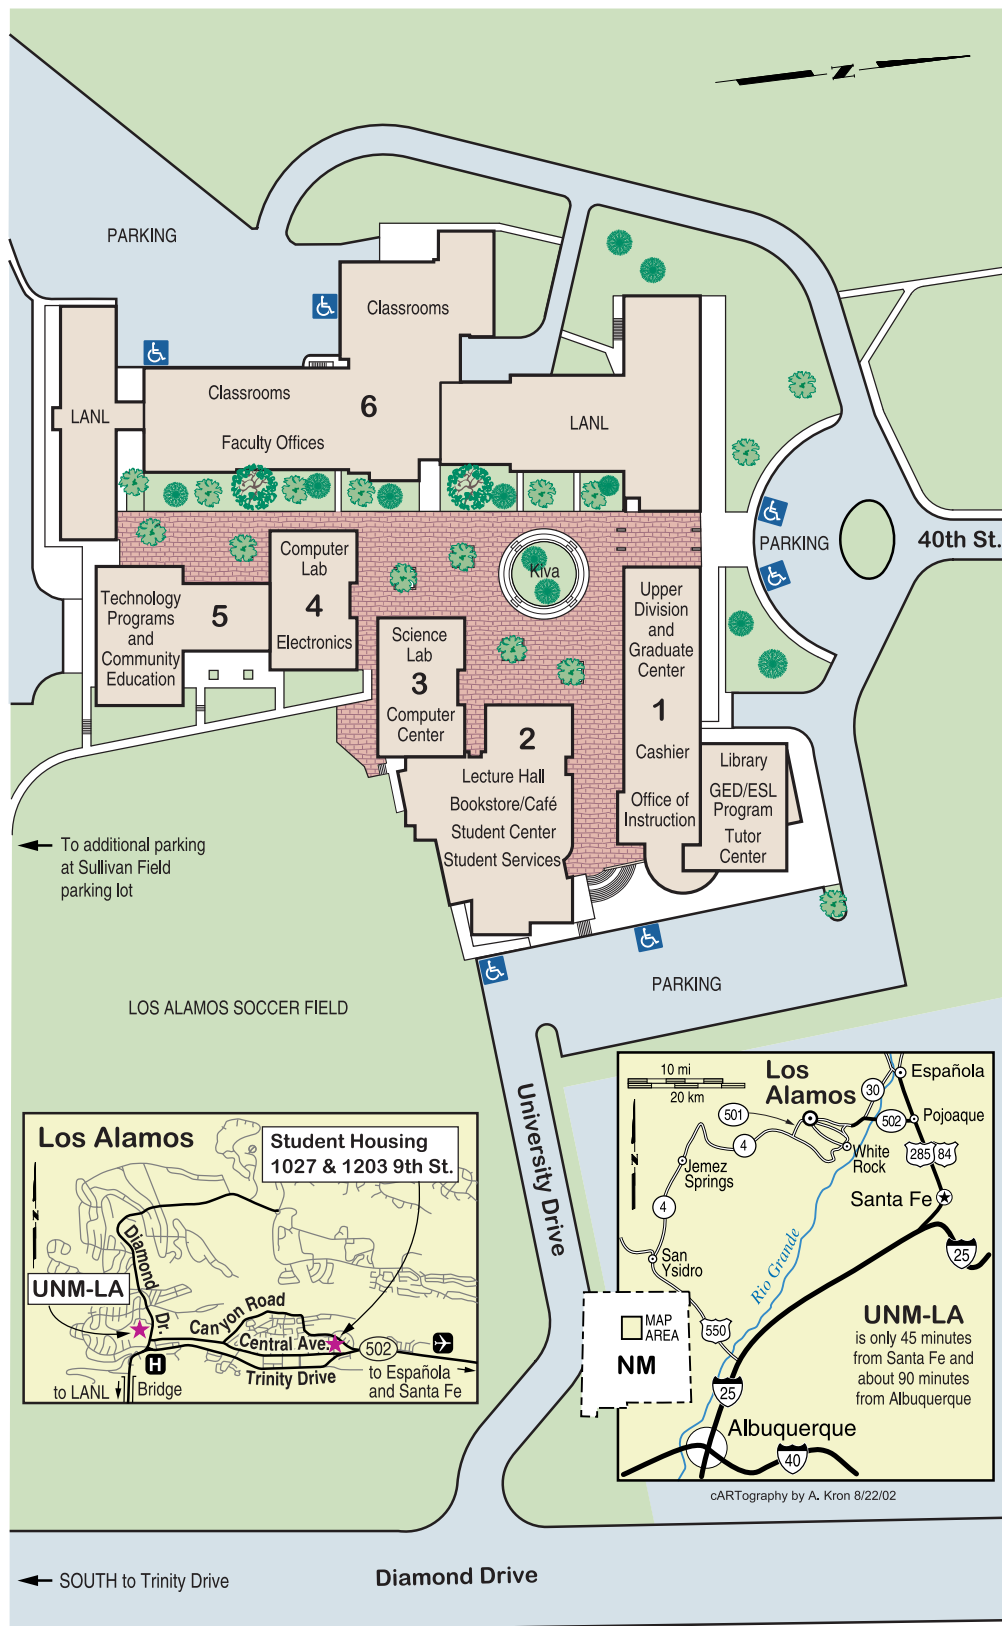 N
PARKING
Classrooms
Classrooms
6
Faculty Offices
LANL
LANL
40th St.
PARKING
Kiva
Computer
Lab
4
Electronics
Technology
Programs
and
Community
Education
5
Science
Lab
3
Computer
Center
Upper
Division
and
Graduate
Center
1
Cashier
Office of
Instruction
2
Lecture Hall
Bookstore/Café
Student Center
Student Services
Library
GED/ESL
Program
Tutor
Center
To additional parking
at Sullivan Field
parking lot
PARKING
LOS ALAMOS SOCCER FIELD
University Drive
Los Alamos
Student Housing
1027 & 1203 9th St.
N
Diamond
Dr.
UNM-LA
Canyon Road
Central Ave.
502
Trinity Drive
H
to LANL
Bridge
to Española
and Santa Fe
10 mi
20 km
Los
Alamos
30
Española
501
502
Pojoaque
4
N
White
Rock
285
84
Jemez
Springs
Santa Fe
4
25
San
Ysidro
Rio Grande
550
MAP
AREA
NM
UNM-LA
is only 45 minutes
from Santa Fe and
about 90 minutes
from Albuquerque
25
Albuquerque
40
cARTography by A. Kron 8/22/02
SOUTH to Trinity Drive
Diamond Drive